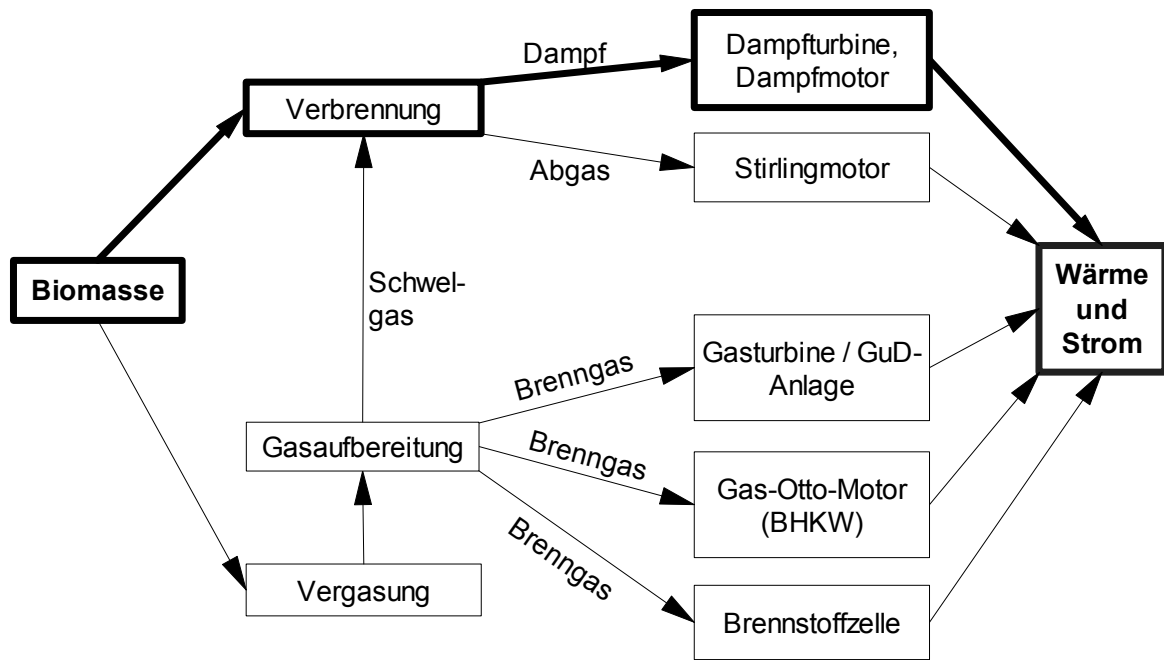 Dampf
Dampfturbine,
Dampfmotor
Verbrennung
Abgas
Stirlingmotor
Biomasse
Schwel-
gas
Wärme
und
Strom
Brenngas
Gasturbine / GuD-
Anlage
Gasaufbereitung
Brenngas
Gas-Otto-Motor
(BHKW)
Brenngas
Vergasung
Brennstoffzelle